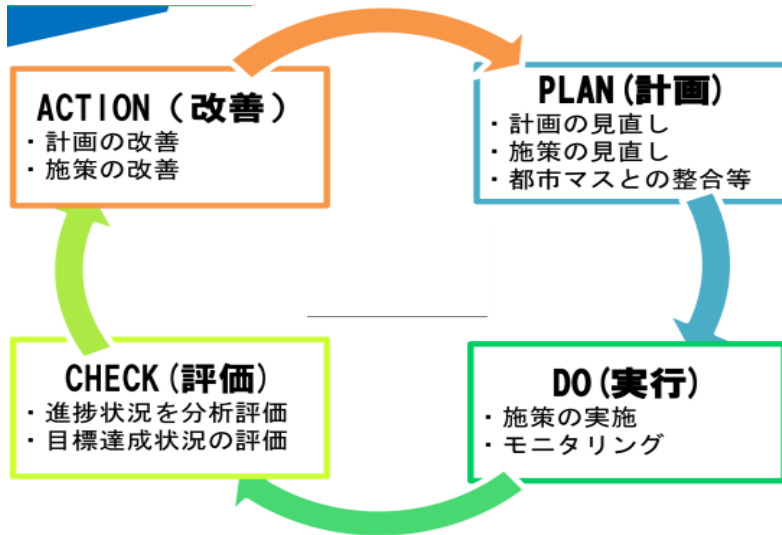 ACTION（改善）
・計画の改善
・施策の改善
PLAN(計画)
・計画の見直し
・施策の見直し
・都市マスとの整合等
CHECK(評価)
・進捗状況を分析評価
・目標達成状況の評価
DO(実行)
・施策の実施
・モニタリング